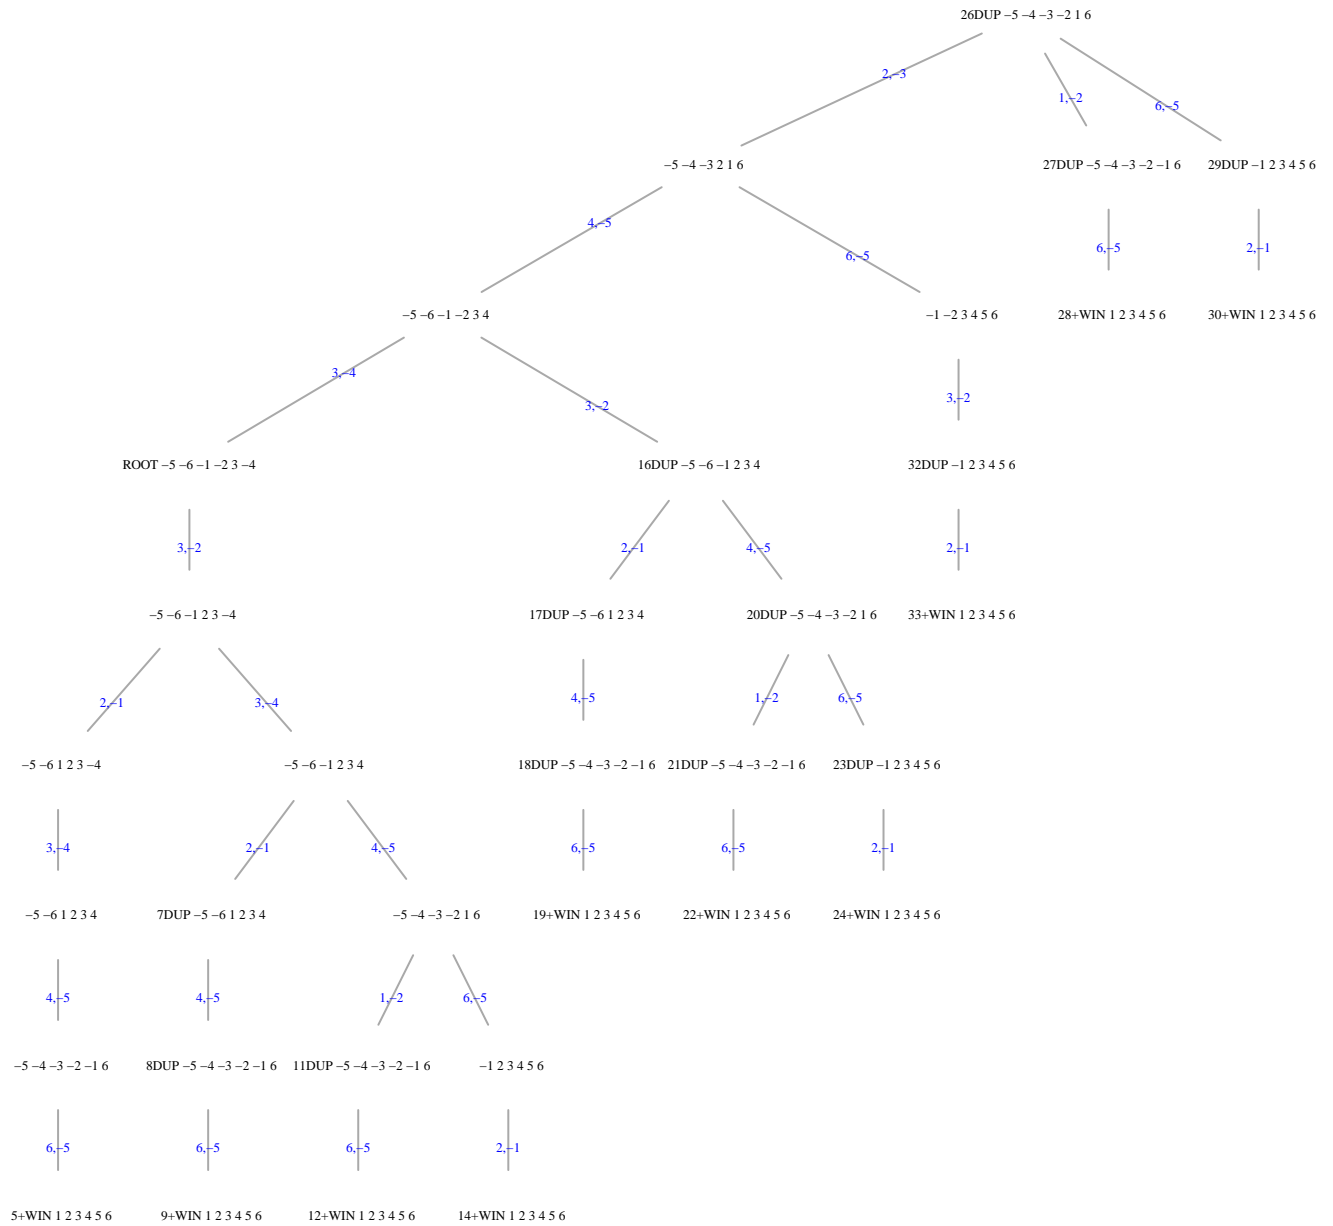 26DUP −5 −4 −3 −2 1 6
2,−3
1,−2
6,−5
−5 −4 −3 2 1 6
27DUP −5 −4 −3 −2 −1 6
29DUP −1 2 3 4 5 6
4,−5
6,−5
6,−5
2,−1
−5 −6 −1 −2 3 4
−1 −2 3 4 5 6
28+WIN 1 2 3 4 5 6
30+WIN 1 2 3 4 5 6
3,−4
3,−2
3,−2
ROOT −5 −6 −1 −2 3 −4
16DUP −5 −6 −1 2 3 4
32DUP −1 2 3 4 5 6
3,−2
2,−1
4,−5
2,−1
−5 −6 −1 2 3 −4
17DUP −5 −6 1 2 3 4
20DUP −5 −4 −3 −2 1 6
33+WIN 1 2 3 4 5 6
2,−1
3,−4
4,−5
1,−2
6,−5
−5 −6 1 2 3 −4
−5 −6 −1 2 3 4
18DUP −5 −4 −3 −2 −1 6
21DUP −5 −4 −3 −2 −1 6
23DUP −1 2 3 4 5 6
3,−4
2,−1
4,−5
6,−5
6,−5
2,−1
−5 −6 1 2 3 4
7DUP −5 −6 1 2 3 4
−5 −4 −3 −2 1 6
19+WIN 1 2 3 4 5 6
22+WIN 1 2 3 4 5 6
24+WIN 1 2 3 4 5 6
4,−5
4,−5
1,−2
6,−5
−5 −4 −3 −2 −1 6
8DUP −5 −4 −3 −2 −1 6
11DUP −5 −4 −3 −2 −1 6
−1 2 3 4 5 6
6,−5
6,−5
6,−5
2,−1
5+WIN 1 2 3 4 5 6
9+WIN 1 2 3 4 5 6
12+WIN 1 2 3 4 5 6
14+WIN 1 2 3 4 5 6